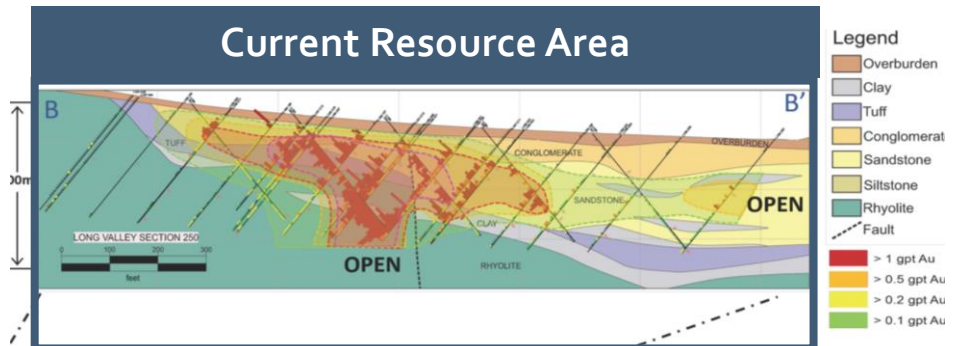 Current Resource Area
Legend
Overburden
Clay
Tuff
Conglomerat
Sandstone
Siltstone
Rhyolite
Fault
> 1 gpt Au
> 0.5 gpt Au
> 0.2 gpt Au
> 0.1 gpt Au
B
B'
TUFF
OVERBURDEN
CONGLOMERATE
SANDSTONE
OPEN
CLAY
LONG VALLEY SECTION 250
0 100 200 300
feet
OPEN
RHYOLITE
00m